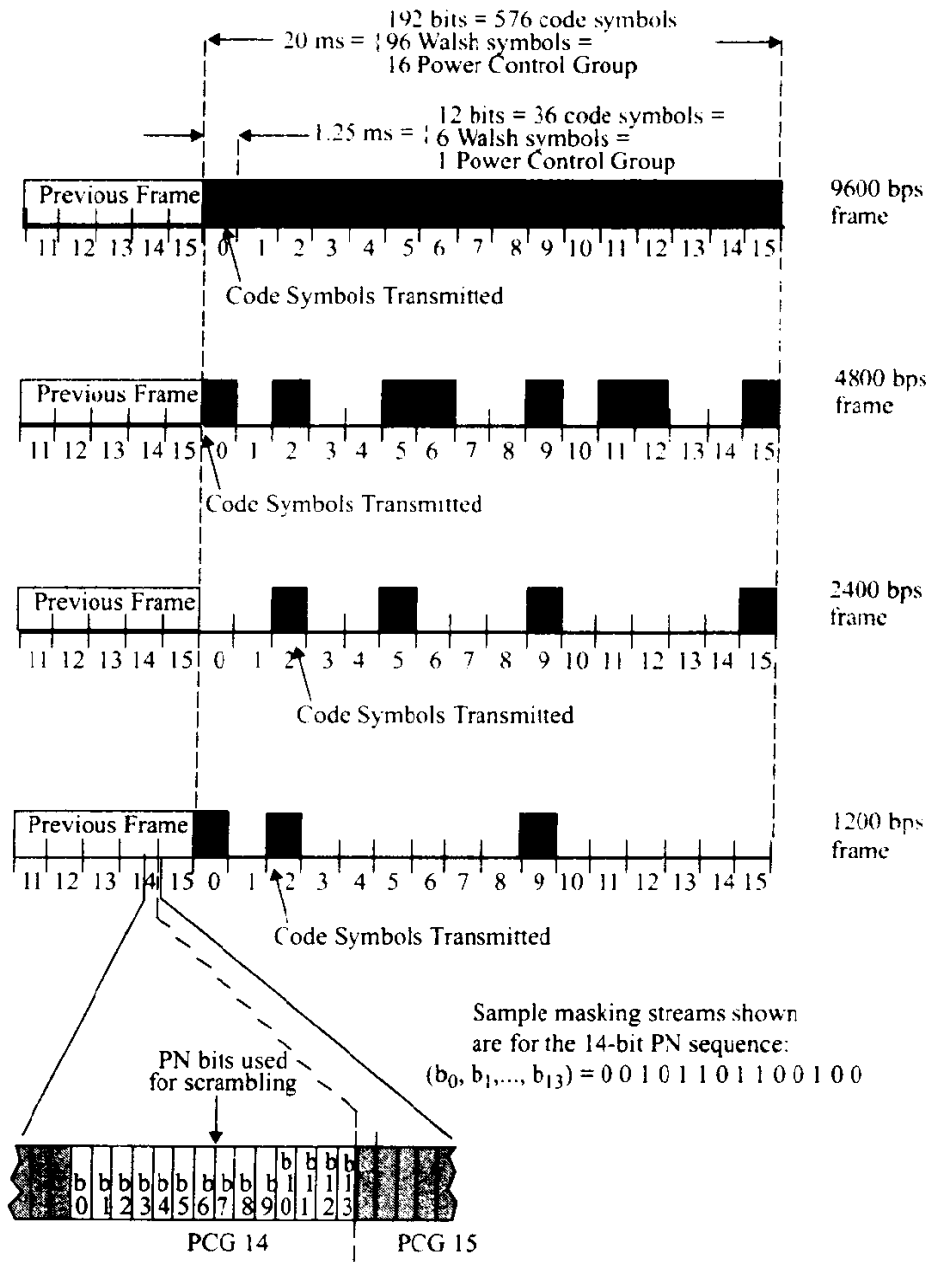 192 bits = 576 code symbols
20 ms = 96 Walsh symbols =
16 Power Control Group
12 bits = 36 code symbols =
1.25 ms = 6 Walsh symbols =
1 Power Control Group
Previous Frame
9600 bps
frame
11 12 13 14 15 0 1 2 3 4 5 6 7 8 9 10 11 12 13 14 15
Code Symbols Transmitted
Previous Frame
4800 bps
frame
11 12 13 14 15 0 1 2 3 4 5 6 7 8 9 10 11 12 13 14 15
Code Symbols Transmitted
Previous Frame
2400 bps
frame
11 12 13 14 15 0 1 2 3 4 5 6 7 8 9 10 11 12 13 14 15
Code Symbols Transmitted
Previous Frame
1200 bps
frame
11 12 13 14 15 0 1 2 3 4 5 6 7 8 9 10 11 12 13 14 15
Code Symbols Transmitted
Sample masking streams shown
are for the 14-bit PN sequence:
(b0, b1,..., b13) = 0 0 1 0 1 1 0 1 1 0 0 1 0 0
PN bits used
for scrambling
b0 b1 b2 b3 b4 b5 b6 b7 b8 b9 b10 b11 b12 b13
PCG 14 PCG 15